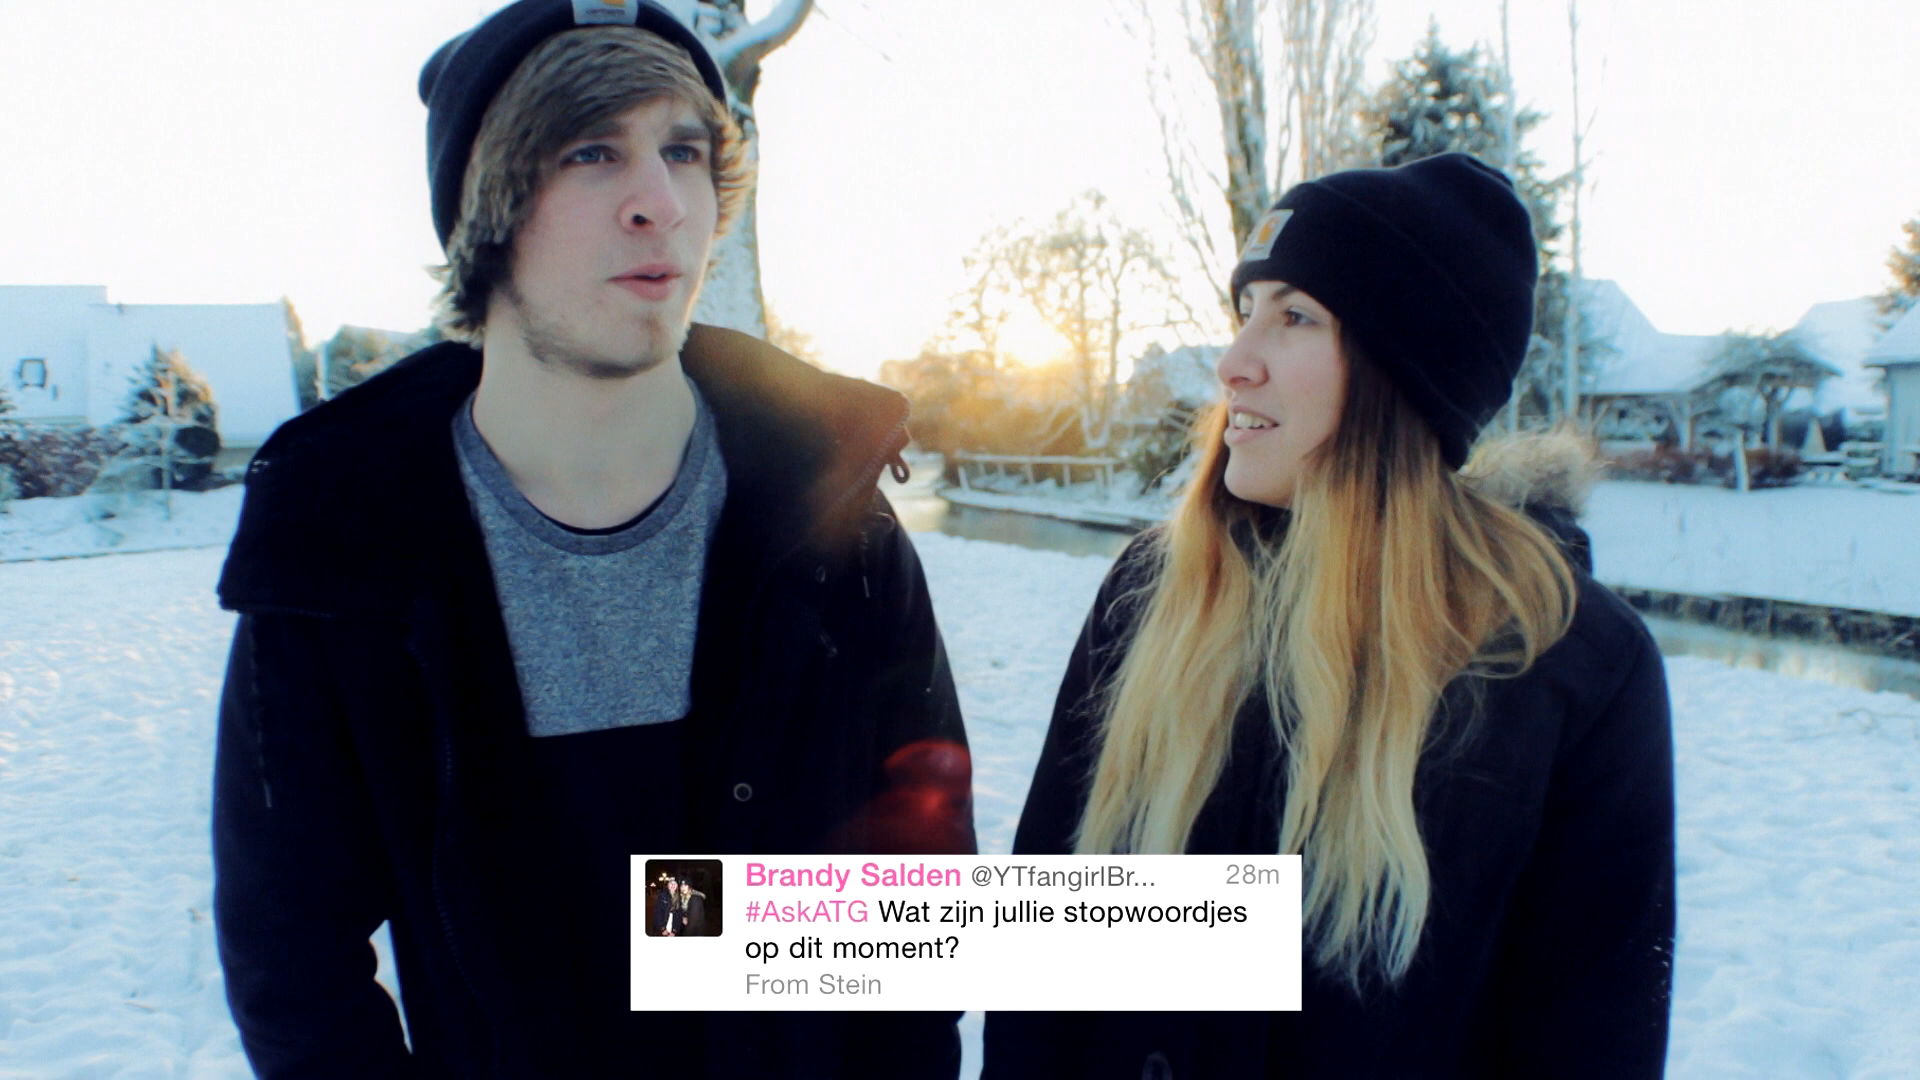 Brandy Salden @YTfangirlBr... 28m
#AskATG Wat zijn jullie stopwoordjes
op dit moment?
From Stein